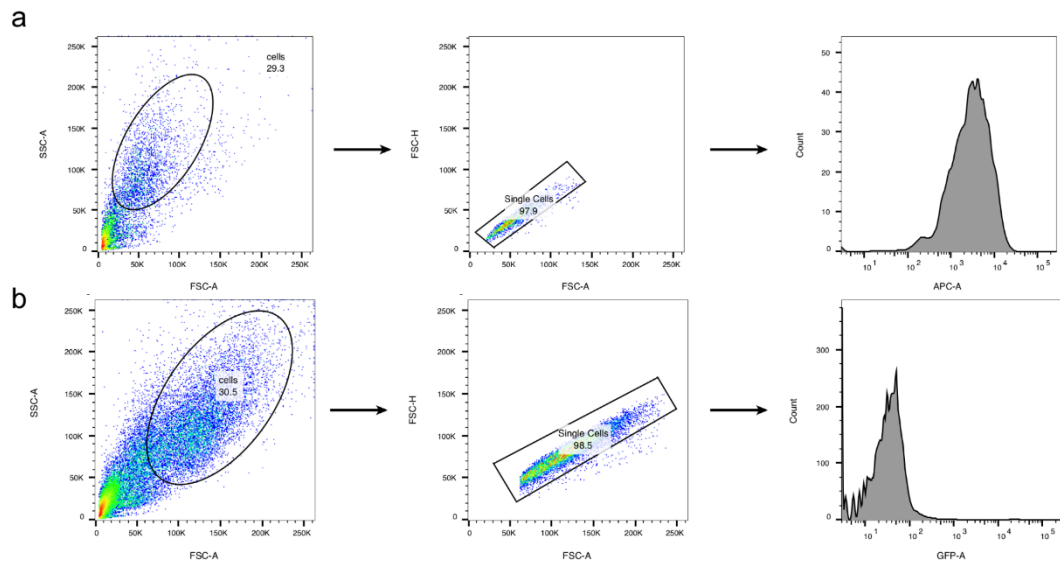 a
250K
200K
150K
100K
50K
0
SSC-A
cells
29.3
0 50K 100K 150K 200K 250K
FSC-A
250K
200K
150K
100K
50K
0
FSC-H
Single Cells
97.9
0 50K 100K 150K 200K 250K
FSC-A
50
40
30
20
10
0
Count
10^1 10^2 10^3 10^4 10^5
APC-A
b
250K
200K
150K
100K
50K
0
SSC-A
cells
30.5
0 50K 100K 150K 200K 250K
FSC-A
250K
200K
150K
100K
50K
0
FSC-H
Single Cells
98.5
0 50K 100K 150K 200K 250K
FSC-A
300
200
100
0
Count
10^1 10^2 10^3 10^4 10^5
GFP-A